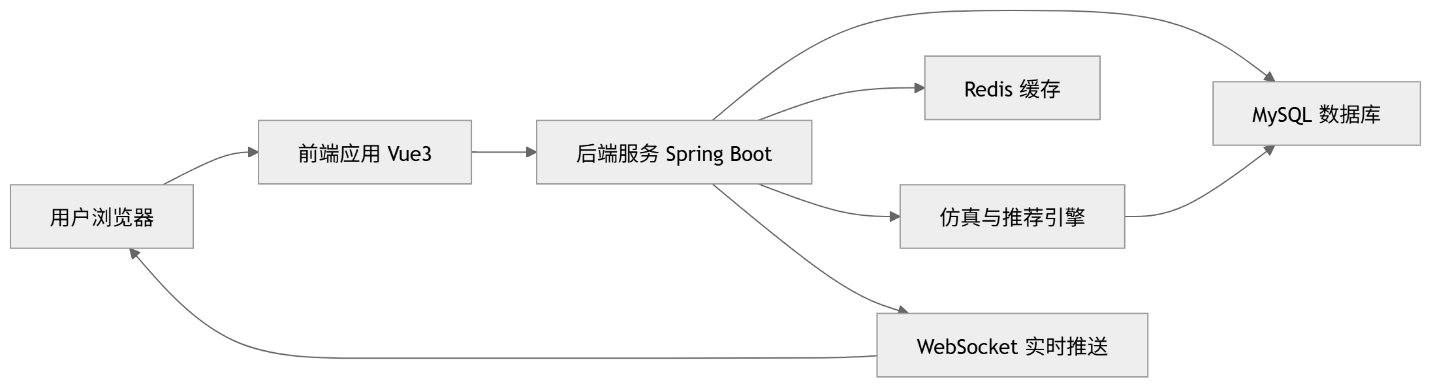 用户浏览器
前端应用 Vue3
后端服务 Spring Boot
Redis 缓存
仿真与推荐引擎
WebSocket 实时推送
MySQL 数据库